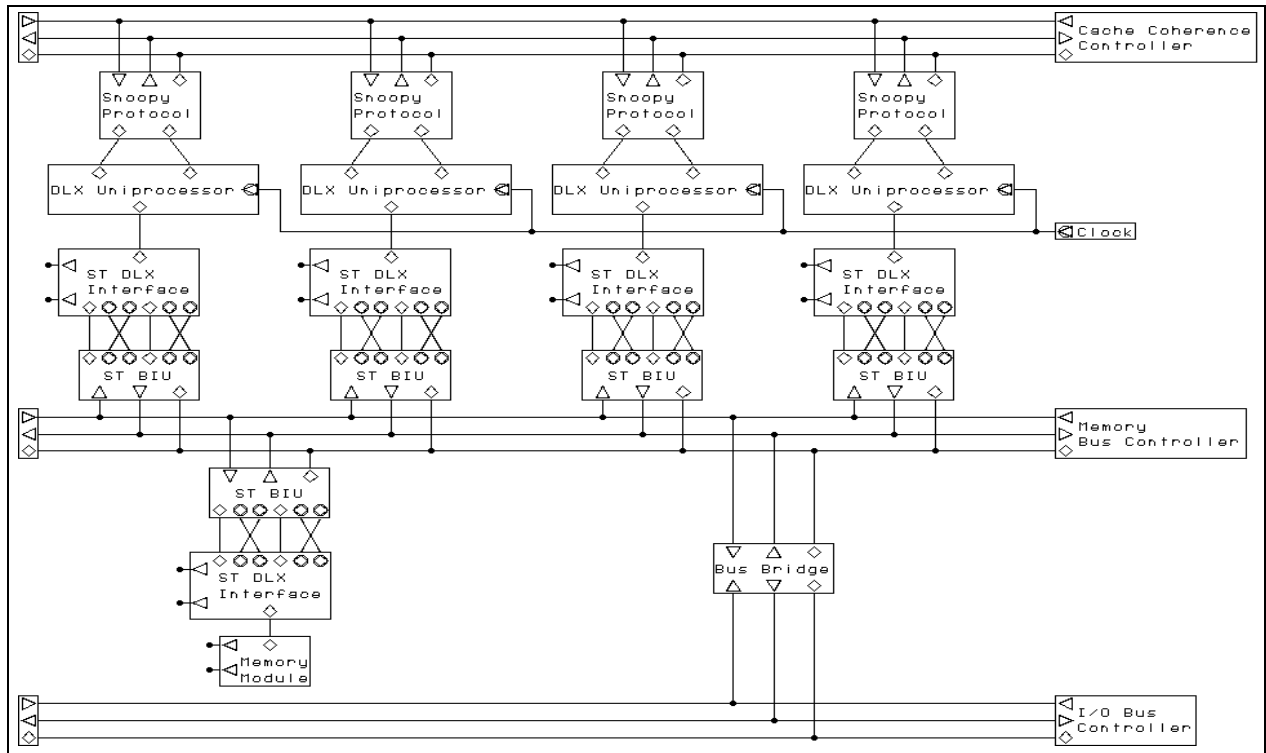 Cache Coherence
Controller
Snoopy
Protocol
Snoopy
Protocol
Snoopy
Protocol
Snoopy
Protocol
DLX Uniprocessor
DLX Uniprocessor
DLX Uniprocessor
DLX Uniprocessor
Clock
ST DLX
Interface
ST DLX
Interface
ST DLX
Interface
ST DLX
Interface
ST BIU
ST BIU
ST BIU
ST BIU
Memory
Bus Controller
ST BIU
Bus Bridge
ST DLX
Interface
Memory
Module
I/O Bus
Controller